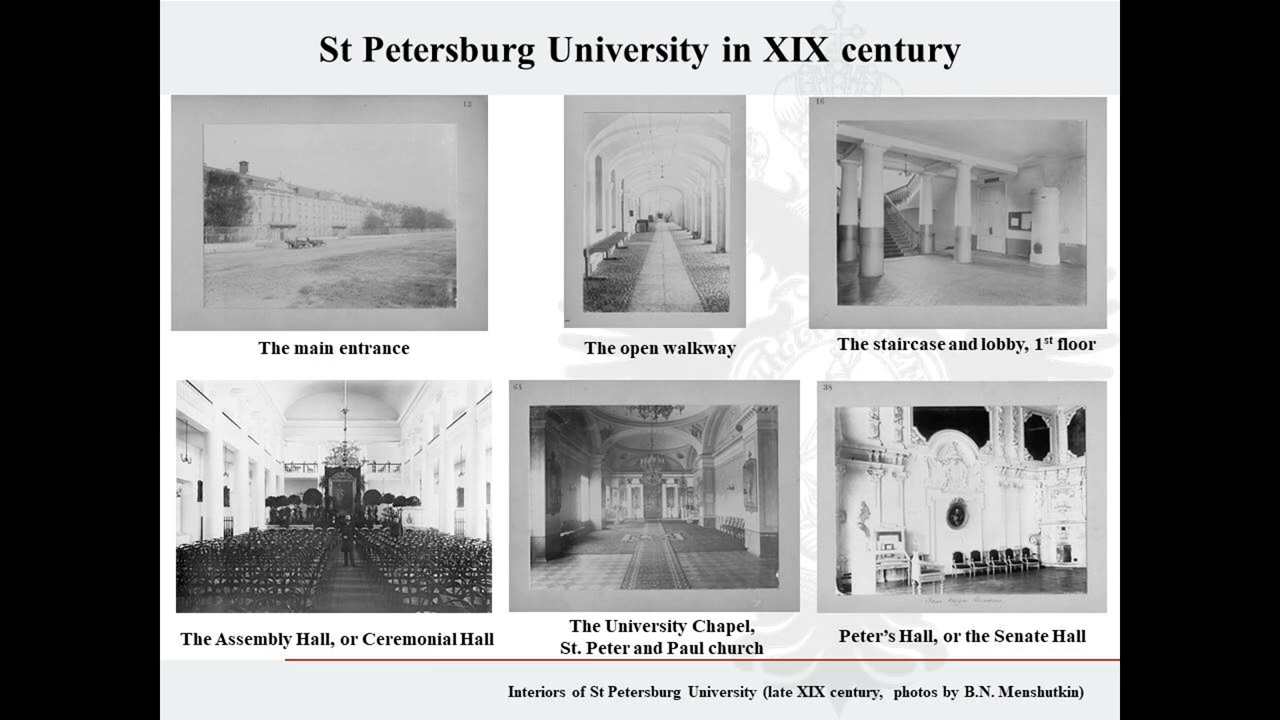 St Petersburg University in XIX century
13
16
The main entrance
The open walkway
The staircase and lobby, 1st floor
64
38
The Assembly Hall, or Ceremonial Hall
The University Chapel,
St. Peter and Paul church
Peter’s Hall, or the Senate Hall
Interiors of St Petersburg University (late XIX century, photos by B.N. Menshutkin)